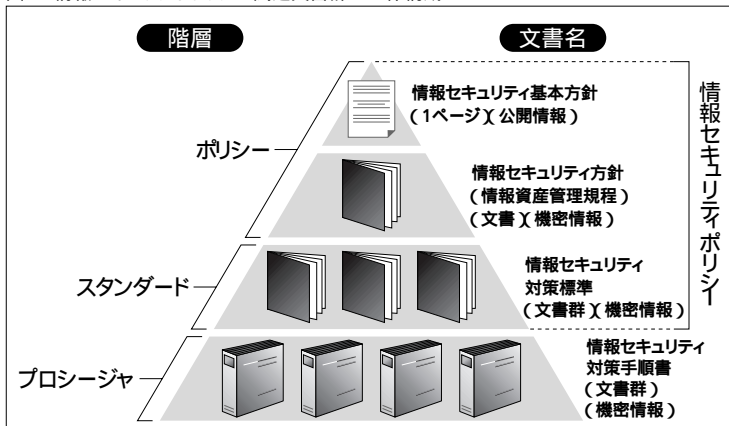 階層
文書名
情報セキュリティ基本方針
(1ページ)(公開情報)
ポリシー
情報セキュリティ方針
(情報資産管理規程)
(文書)(機密情報)
情報セキュリティポリシー
スタンダード
情報セキュリティ
対策標準
(文書群)(機密情報)
プロシージャ
情報セキュリティ
対策手順書
(文書群)
(機密情報)